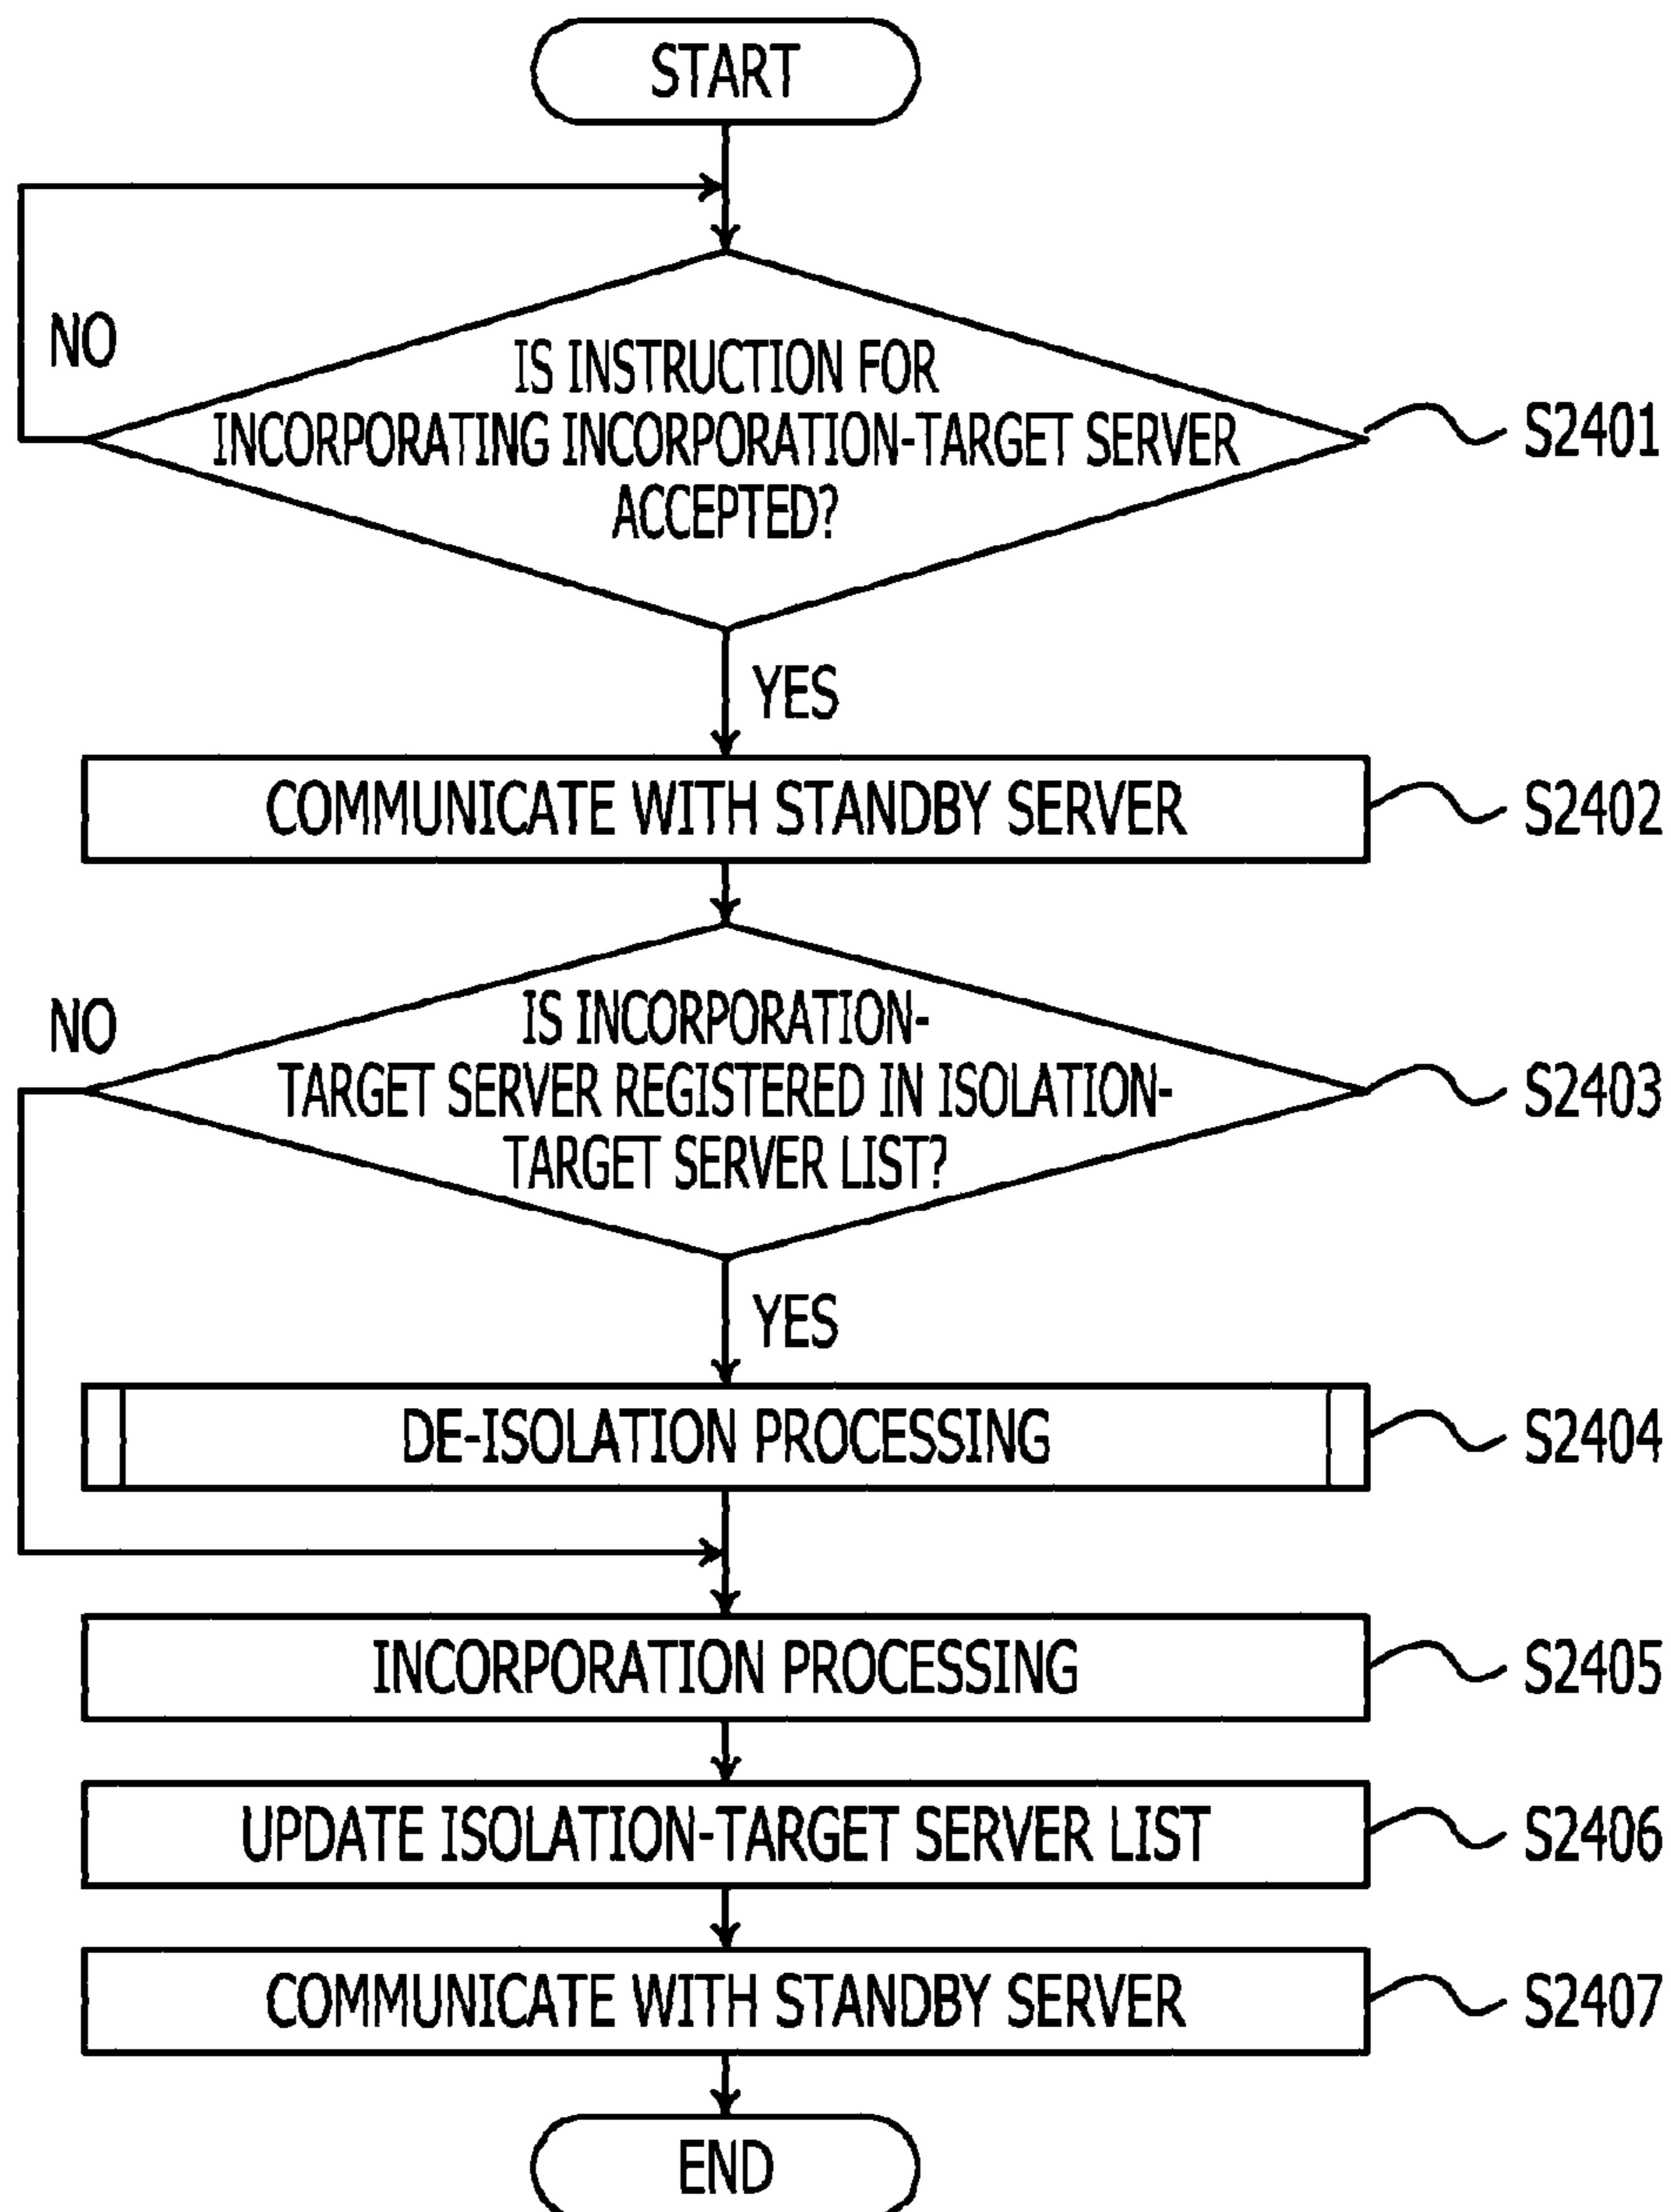 START
NO
IS INSTRUCTION FOR
INCORPORATING INCORPORATION-TARGET SERVER
ACCEPTED?
S2401
YES
COMMUNICATE WITH STANDBY SERVER
S2402
NO
IS INCORPORATION-
TARGET SERVER REGISTERED IN ISOLATION-
TARGET SERVER LIST?
S2403
YES
DE-ISOLATION PROCESSING
S2404
INCORPORATION PROCESSING
S2405
UPDATE ISOLATION-TARGET SERVER LIST
S2406
COMMUNICATE WITH STANDBY SERVER
S2407
END